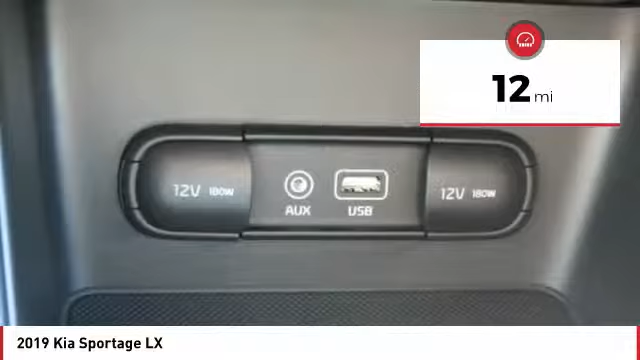 12 mi
12V 180W
AUX
USB
12V 180W
2019 Kia Sportage LX